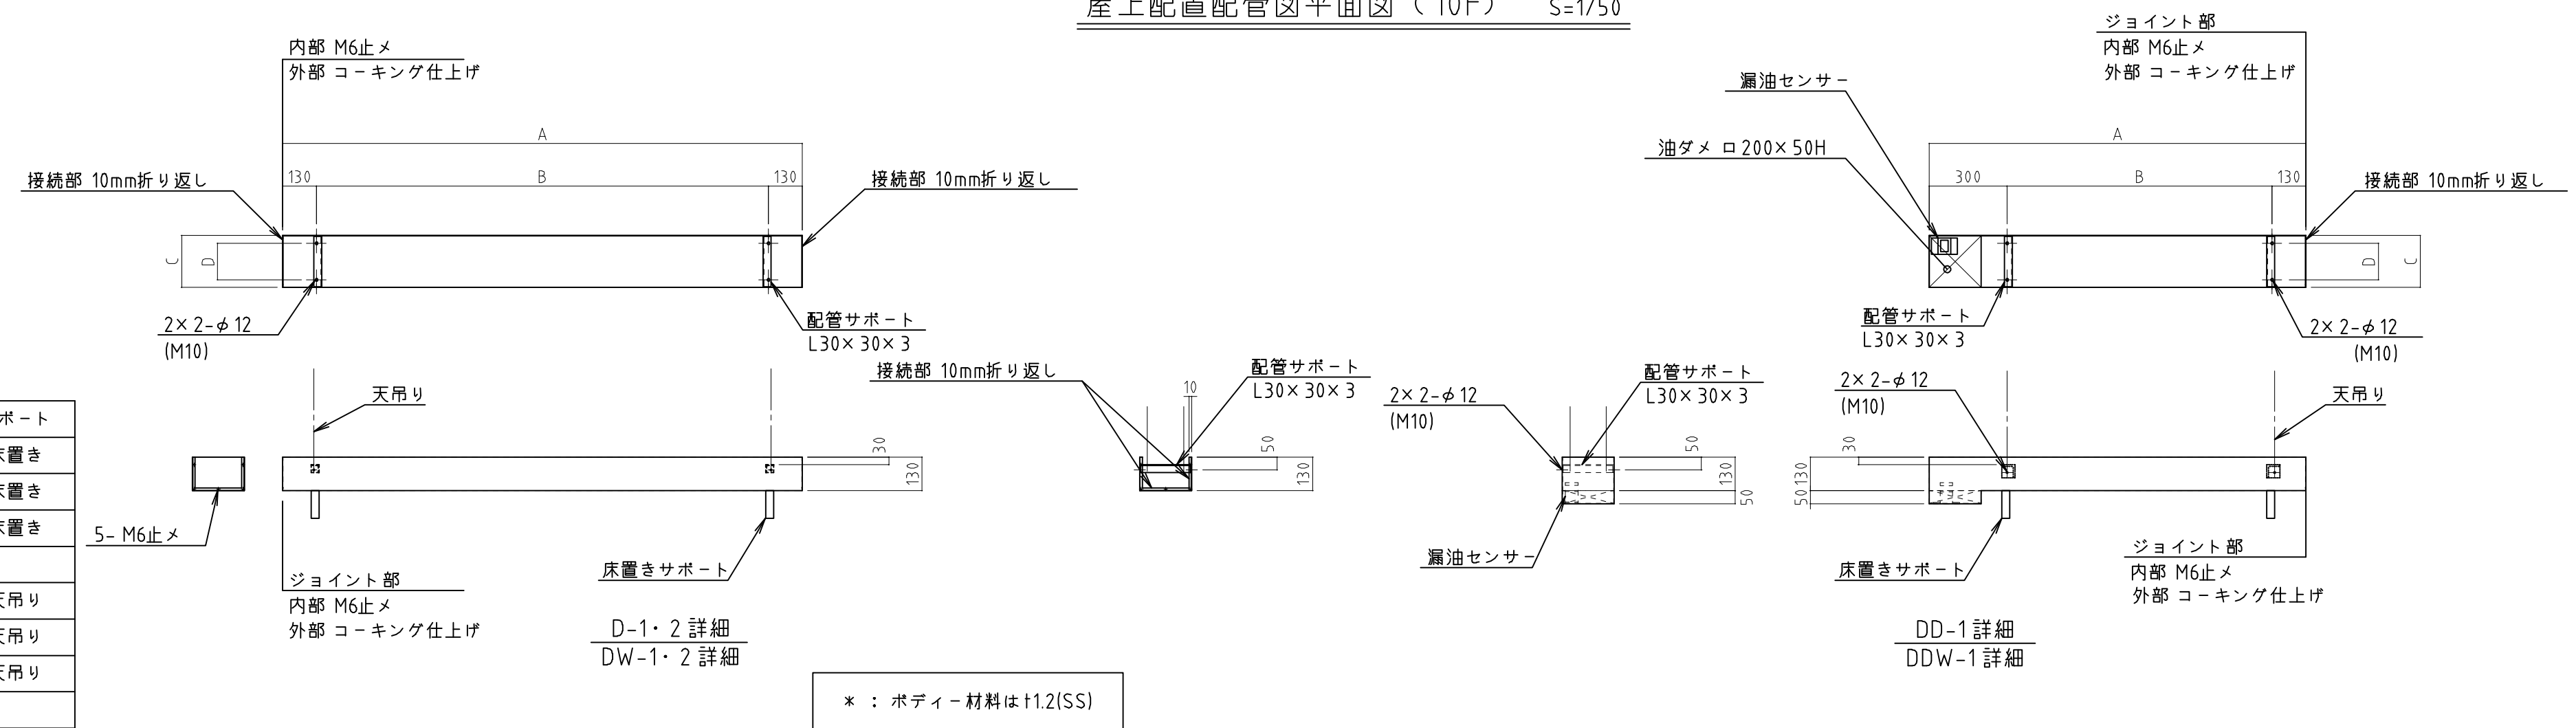 屋上配置配管図平面図（10F） S=1/50
内部 M6止メ
外部 コーキング仕上げ
A
130
B
130
接続部 10mm折り返し
接続部 10mm折り返し
C
D
2×2-φ12
(M10)
配管サポート
L30×30×3
ジョイント部
内部 M6止メ
外部 コーキング仕上げ
漏油センサー
油ダメ ロ200×50H
A
300
B
130
接続部 10mm折り返し
D
C
配管サポート
L30×30×3
2×2-φ12
(M10)
ポート
床置き
床置き
床置き
天吊り
天吊り
天吊り
5-M6止メ
天吊り
30
130
ジョイント部
内部 M6止メ
外部 コーキング仕上げ
床置きサポート
D-1・2 詳細
DW-1・2 詳細
接続部 10mm折り返し
10
配管サポート
L30×30×3
50
130
2×2-φ12
(M10)
配管サポート
L30×30×3
50
130
50
漏油センサー
2×2-φ12
(M10)
天吊り
30
130
50
床置きサポート
ジョイント部
内部 M6止メ
外部 コーキング仕上げ
DD-1 詳細
DDW-1 詳細
* : ボディー材料はt1.2(SS)